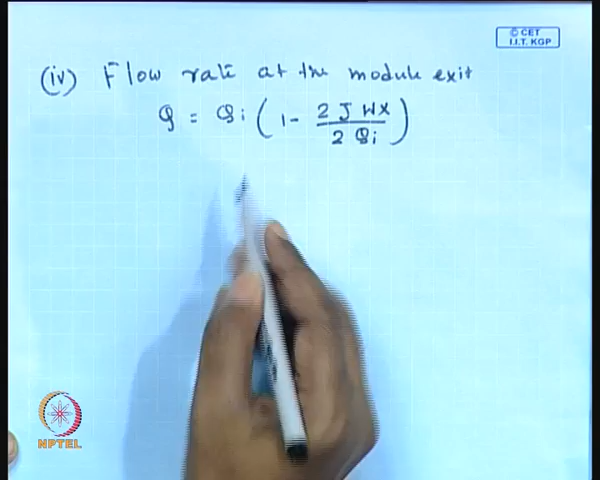 © CET
I.I.T. KGP
(iv) Flow rate at the module exit
Q = Qi (1 - 2 J W X / 2 Qi)
NPTEL